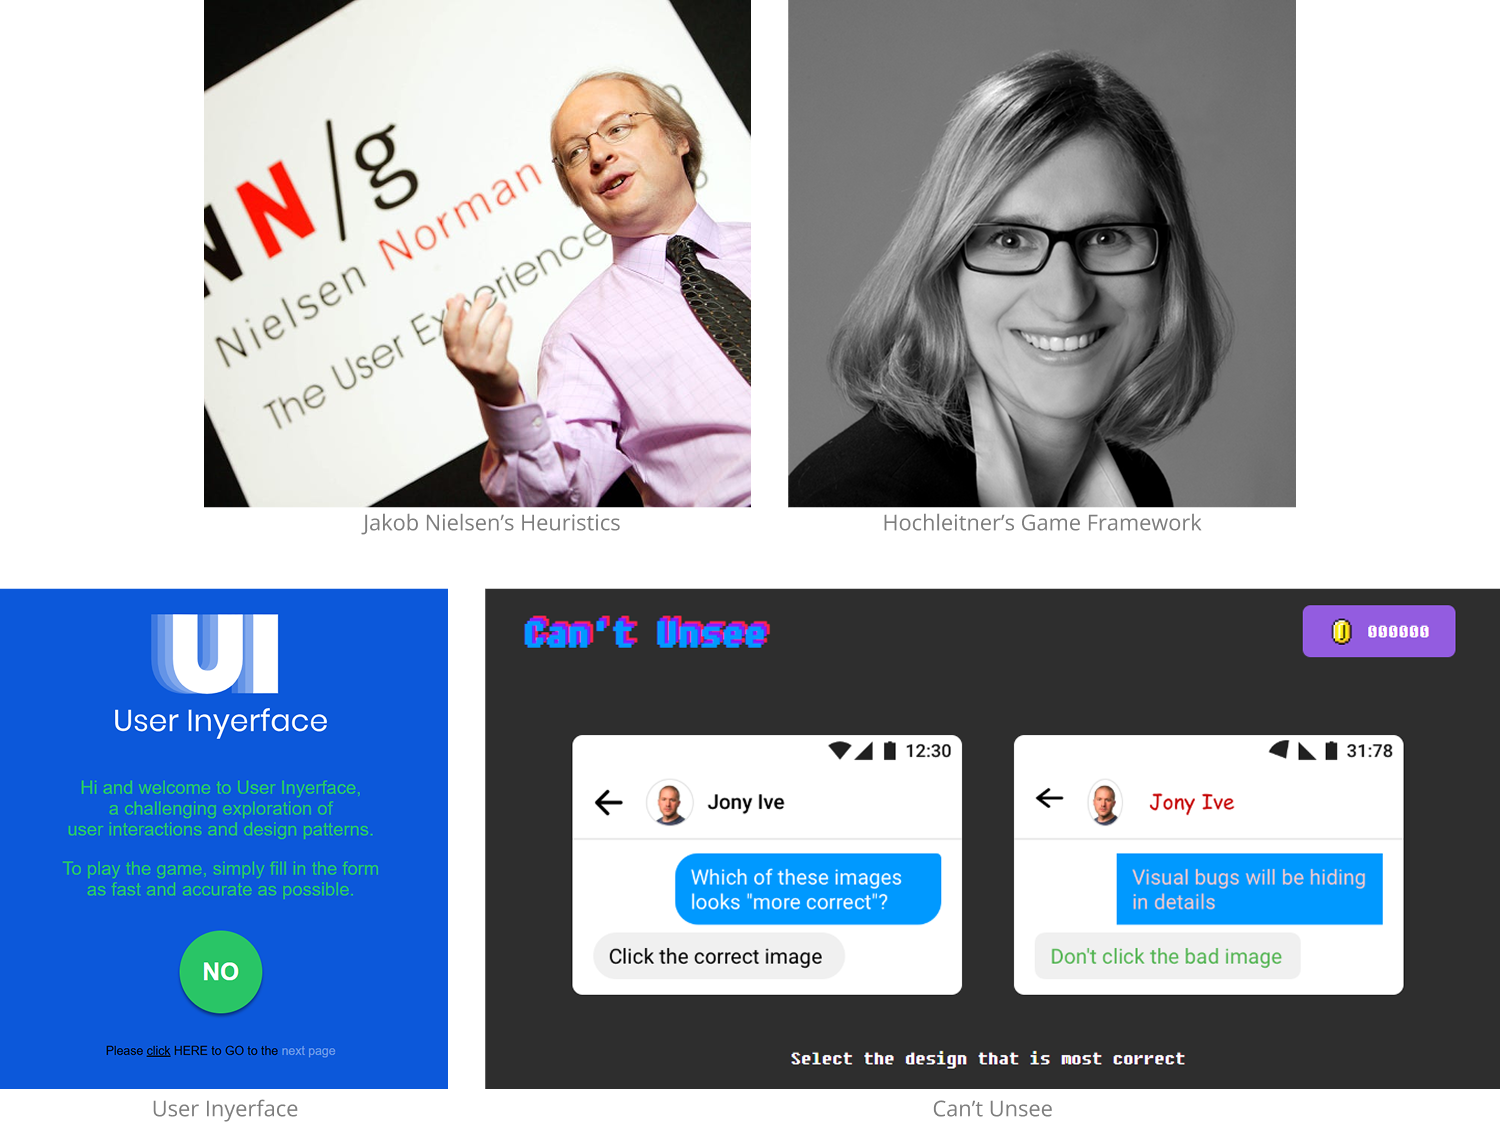 NN/g
Nielsen Norman
The User Experience
Jakob Nielsen’s Heuristics
Hochleitner’s Game Framework
UI
User Inyerface
Hi and welcome to User Inyerface,
a challenging exploration of
user interactions and design patterns.
To play the game, simply fill in the form
as fast and accurate as possible.
NO
Please click HERE to GO to the next page
User Inyerface
Can't Unsee
000000
12:30
Jony Ive
Which of these images
looks "more correct"?
Click the correct image
31:78
Jony Ive
Visual bugs will be hiding
in details
Don't click the bad image
Select the design that is most correct
Can’t Unsee